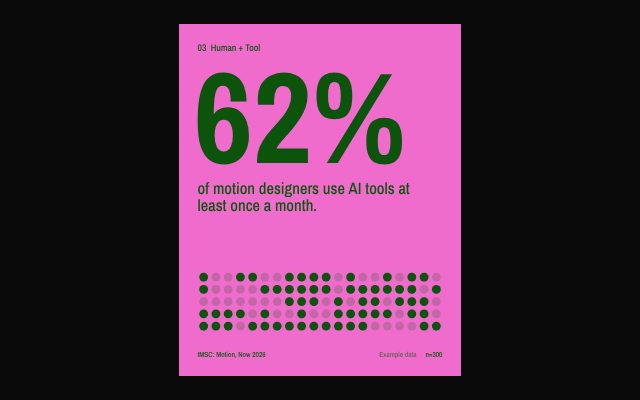 03 Human + Tool
62%
of motion designers use AI tools at
least once a month.
IMSC: Motion, Now 2026
Example data n=300